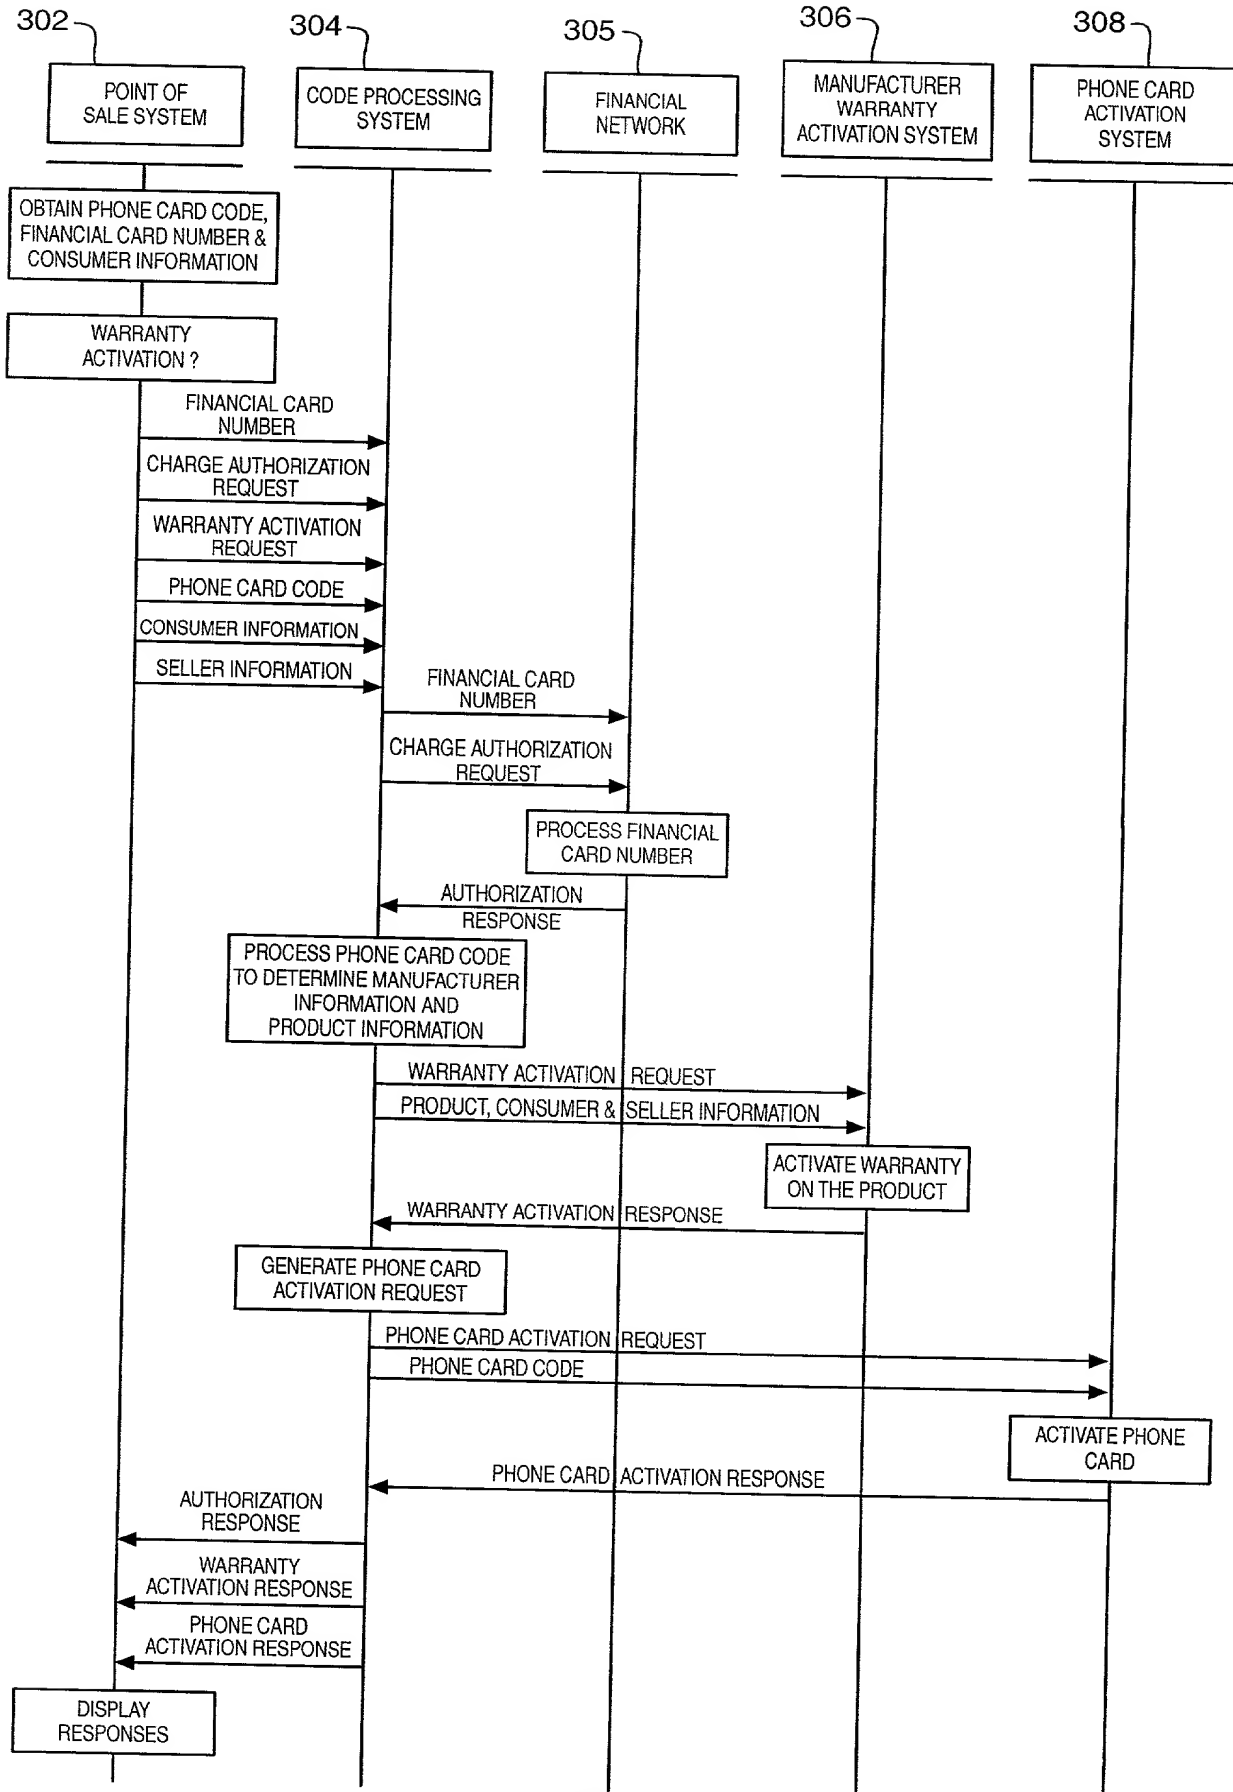 302
304
305
306
308
POINT OF
SALE SYSTEM
CODE PROCESSING
SYSTEM
FINANCIAL
NETWORK
MANUFACTURER
WARRANTY
ACTIVATION SYSTEM
PHONE CARD
ACTIVATION
SYSTEM
OBTAIN PHONE CARD CODE,
FINANCIAL CARD NUMBER &
CONSUMER INFORMATION
WARRANTY
ACTIVATION ?
FINANCIAL CARD
NUMBER
CHARGE AUTHORIZATION
REQUEST
WARRANTY ACTIVATION
REQUEST
PHONE CARD CODE
CONSUMER INFORMATION
SELLER INFORMATION
FINANCIAL CARD
NUMBER
CHARGE AUTHORIZATION
REQUEST
PROCESS FINANCIAL
CARD NUMBER
AUTHORIZATION
RESPONSE
PROCESS PHONE CARD CODE
TO DETERMINE MANUFACTURER
INFORMATION AND
PRODUCT INFORMATION
WARRANTY ACTIVATION REQUEST
PRODUCT, CONSUMER & SELLER INFORMATION
ACTIVATE WARRANTY
ON THE PRODUCT
WARRANTY ACTIVATION RESPONSE
GENERATE PHONE CARD
ACTIVATION REQUEST
PHONE CARD ACTIVATION REQUEST
PHONE CARD CODE
ACTIVATE PHONE
CARD
PHONE CARD ACTIVATION RESPONSE
AUTHORIZATION
RESPONSE
WARRANTY
ACTIVATION RESPONSE
PHONE CARD
ACTIVATION RESPONSE
DISPLAY
RESPONSES